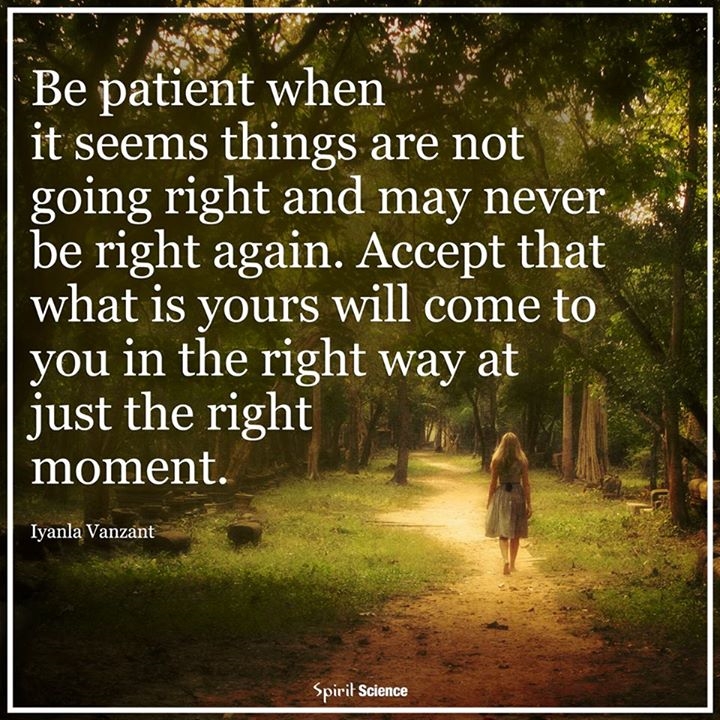 Be patient when
it seems things are not
going right and may never
be right again. Accept that
what is yours will come to
you in the right way at
just the right
moment.
Iyanla Vanzant
Spirit Science